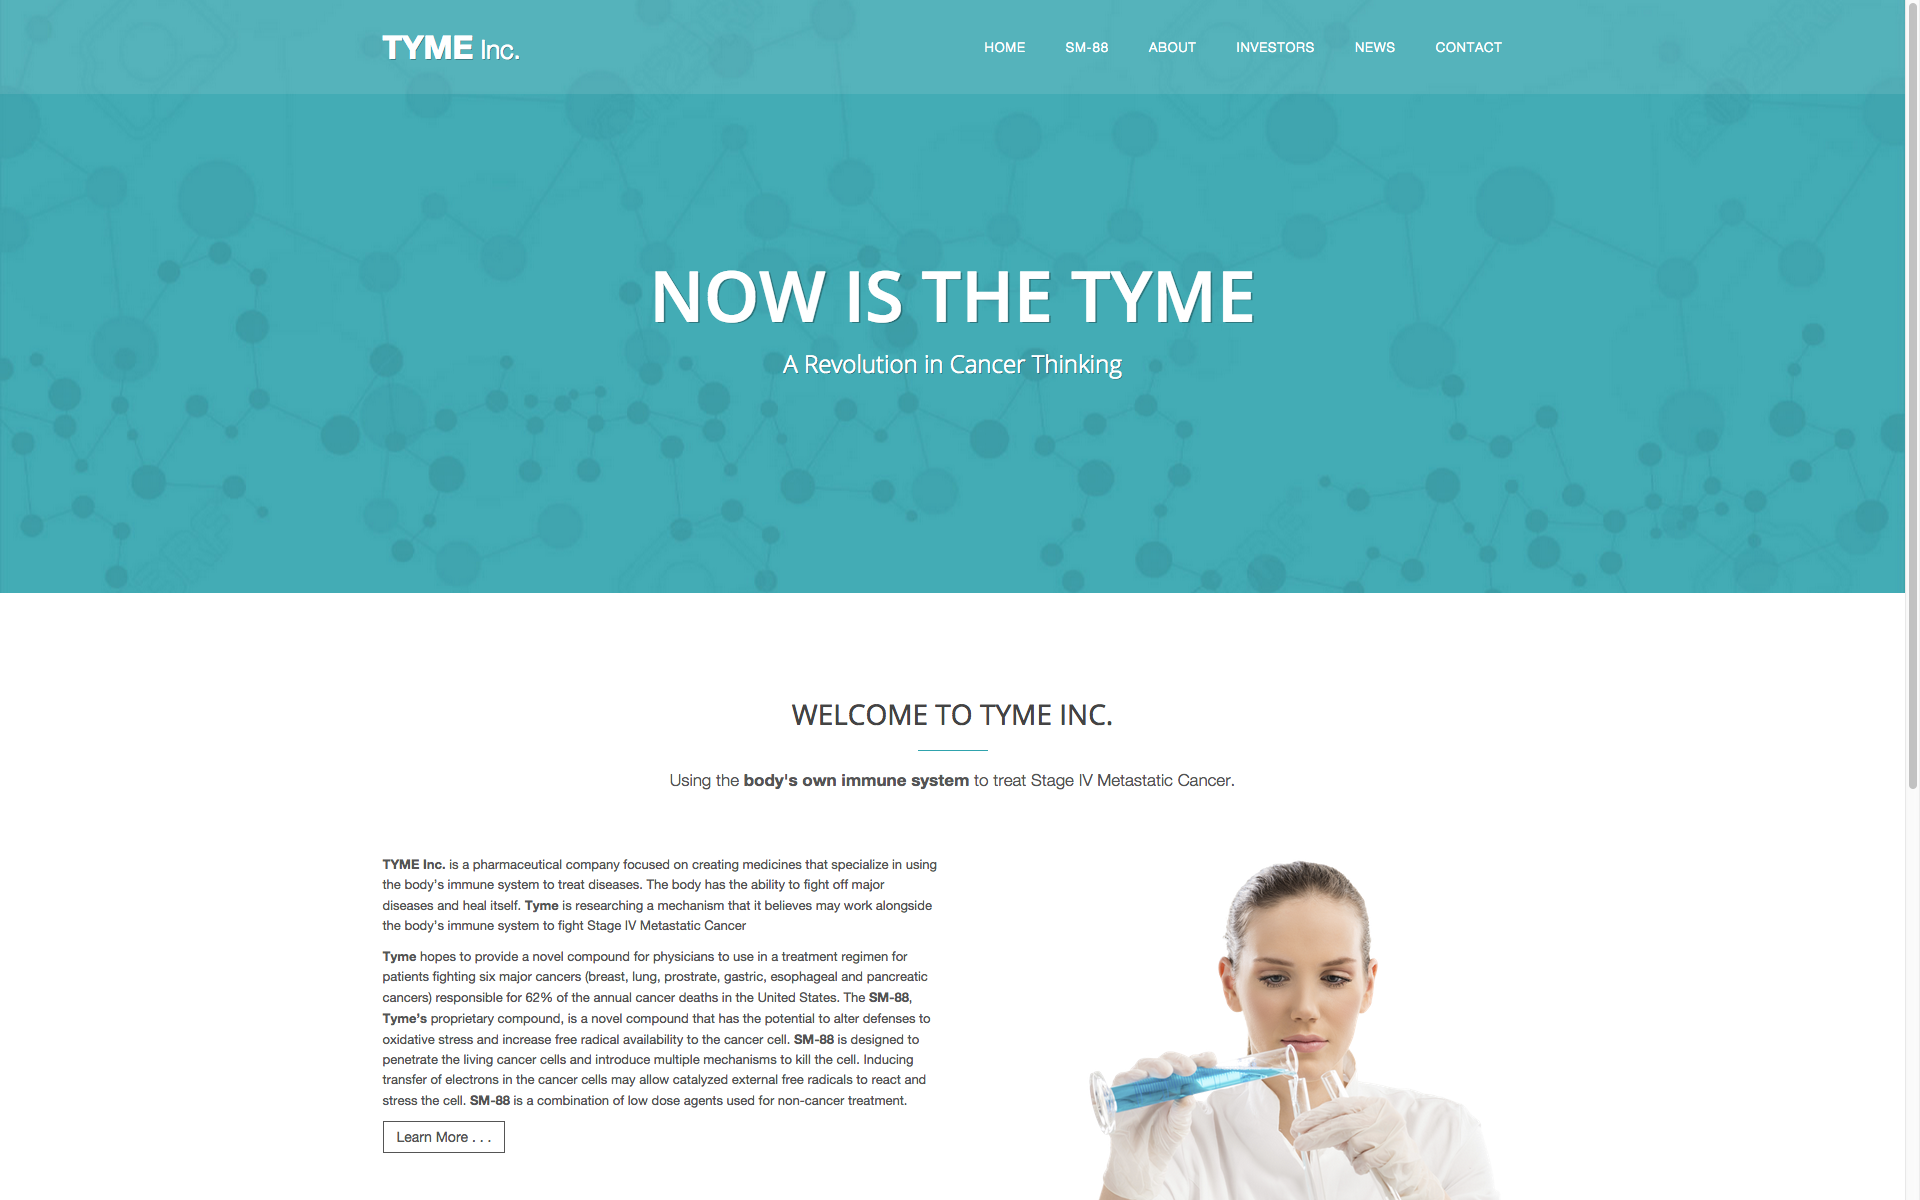 TYME Inc.
HOME SM-88 ABOUT INVESTORS NEWS CONTACT
NOW IS THE TYME
A Revolution in Cancer Thinking
WELCOME TO TYME INC.
Using the body's own immune system to treat Stage IV Metastatic Cancer.
TYME Inc. is a pharmaceutical company focused on creating medicines that specialize in using
the body’s immune system to treat diseases. The body has the ability to fight off major
diseases and heal itself. Tyme is researching a mechanism that it believes may work alongside
the body’s immune system to fight Stage IV Metastatic Cancer
Tyme hopes to provide a novel compound for physicians to use in a treatment regimen for
patients fighting six major cancers (breast, lung, prostrate, gastric, esophageal and pancreatic
cancers) responsible for 62% of the annual cancer deaths in the United States. The SM-88,
Tyme’s proprietary compound, is a novel compound that has the potential to alter defenses to
oxidative stress and increase free radical availability to the cancer cell. SM-88 is designed to
penetrate the living cancer cells and introduce multiple mechanisms to kill the cell. Inducing
transfer of electrons in the cancer cells may allow catalyzed external free radicals to react and
stress the cell. SM-88 is a combination of low dose agents used for non-cancer treatment.
Learn More . . .